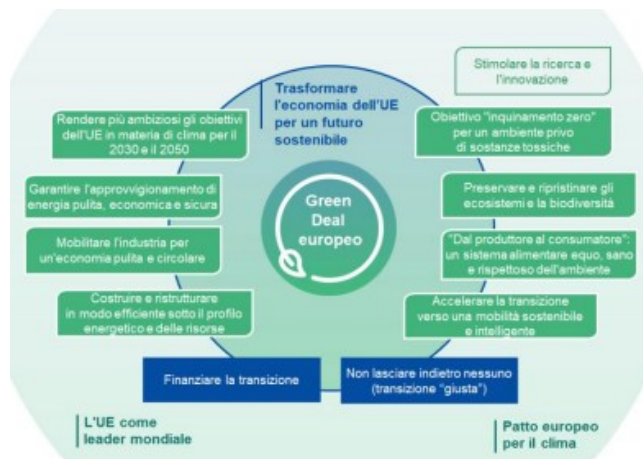 Trasformare
l'economia dell'UE
per un futuro
sostenibile
Stimolare la ricerca e
l'innovazione
Rendere più ambiziosi gli obiettivi
dell'UE in materia di clima per il
2030 e il 2050
Obiettivo "inquinamento zero"
per un ambiente privo
di sostanze tossiche
Garantire l'approvvigionamento di
energia pulita, economica e sicura
Green
Deal
europeo
Preservare e ripristinare gli
ecosistemi e la biodiversità
Mobilitare l'industria per
un'economia pulita e circolare
"Dal produttore al consumatore":
un sistema alimentare equo, sano
e rispettoso dell'ambiente
Costruire e ristrutturare
in modo efficiente sotto il profilo
energetico e delle risorse
Accelerare la transizione
verso una mobilità sostenibile
e intelligente
Finanziare la transizione
Non lasciare indietro nessuno
(transizione "giusta")
L'UE come
leader mondiale
Patto europeo
per il clima